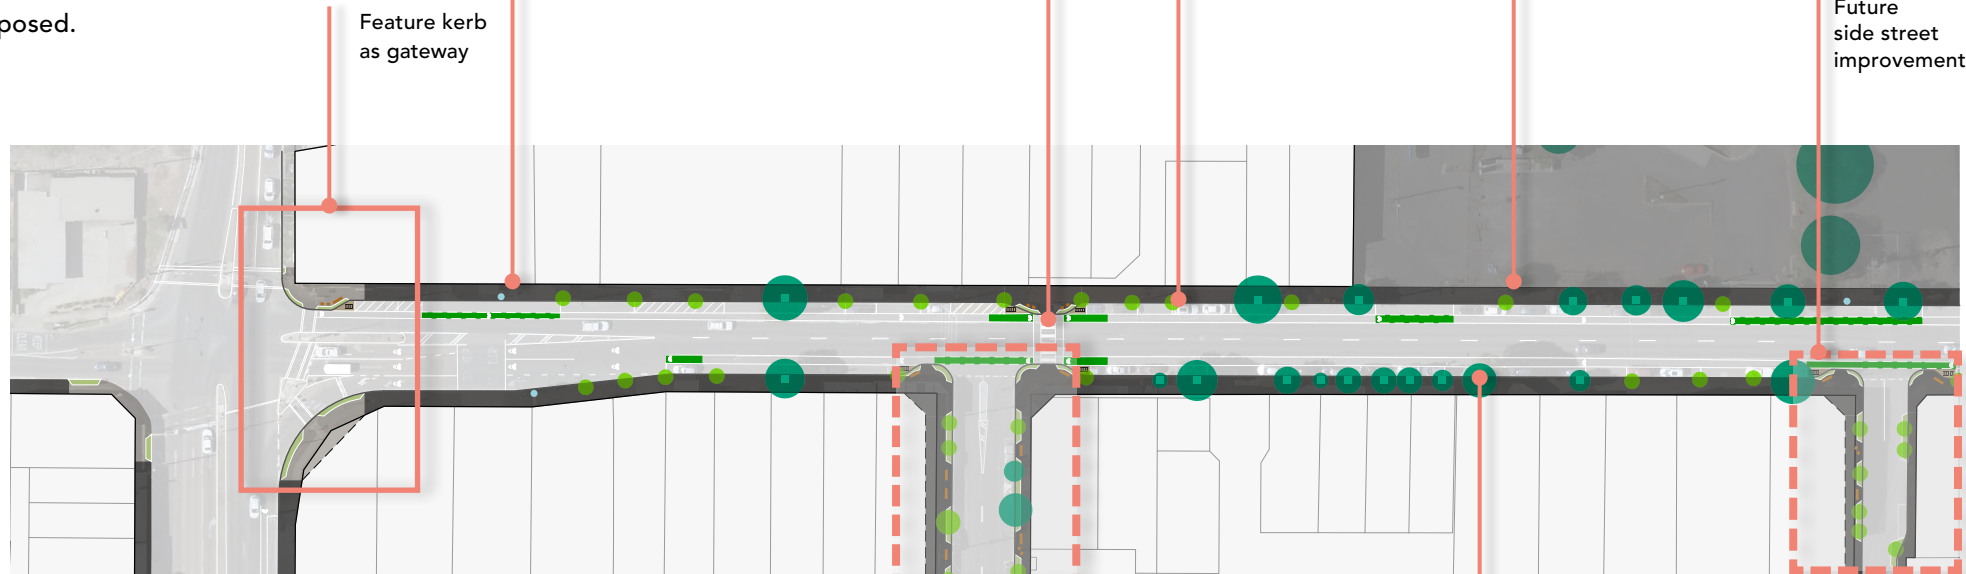 posed.
Feature kerb
as gateway
Future
side street
improvement